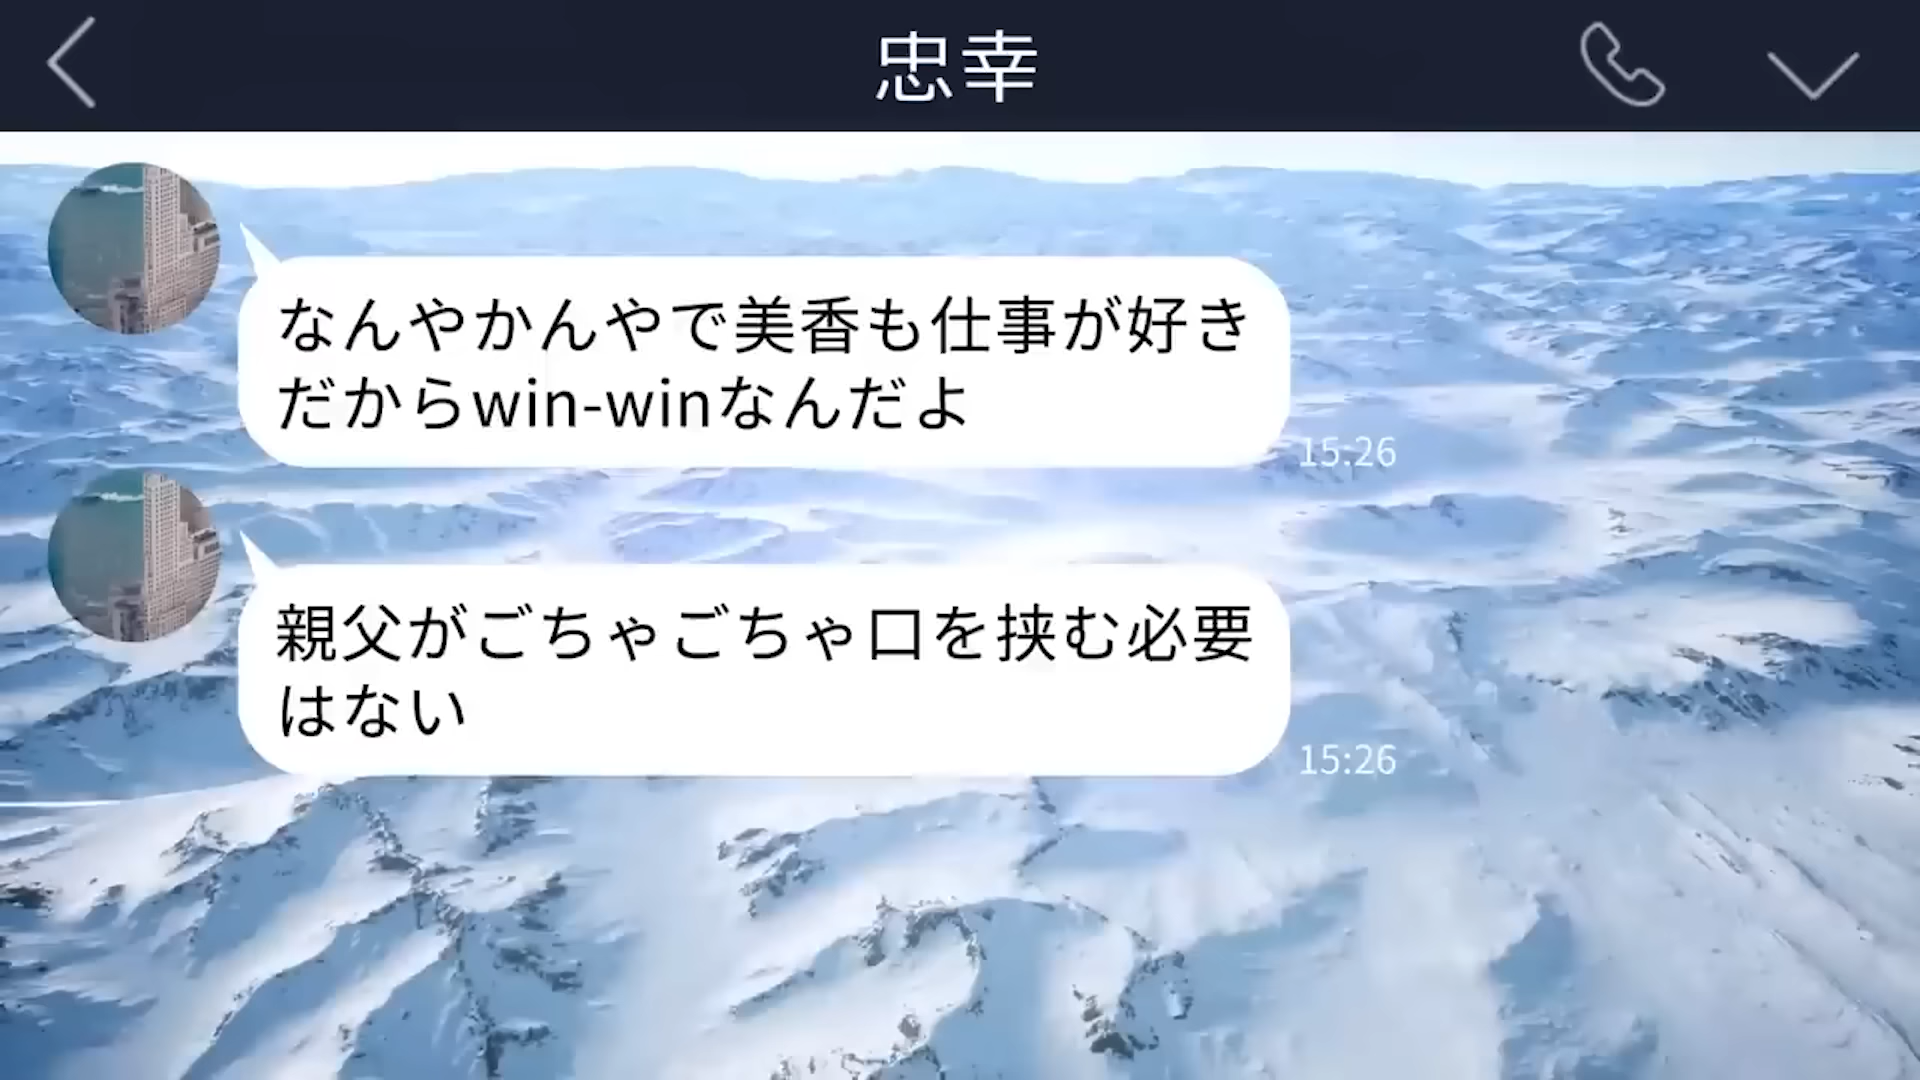 忠幸
なんやかんやで美香も仕事が好き
だからwin-winなんだよ
15:26
親父がごちゃごちゃ口を挟む必要
はない
15:26